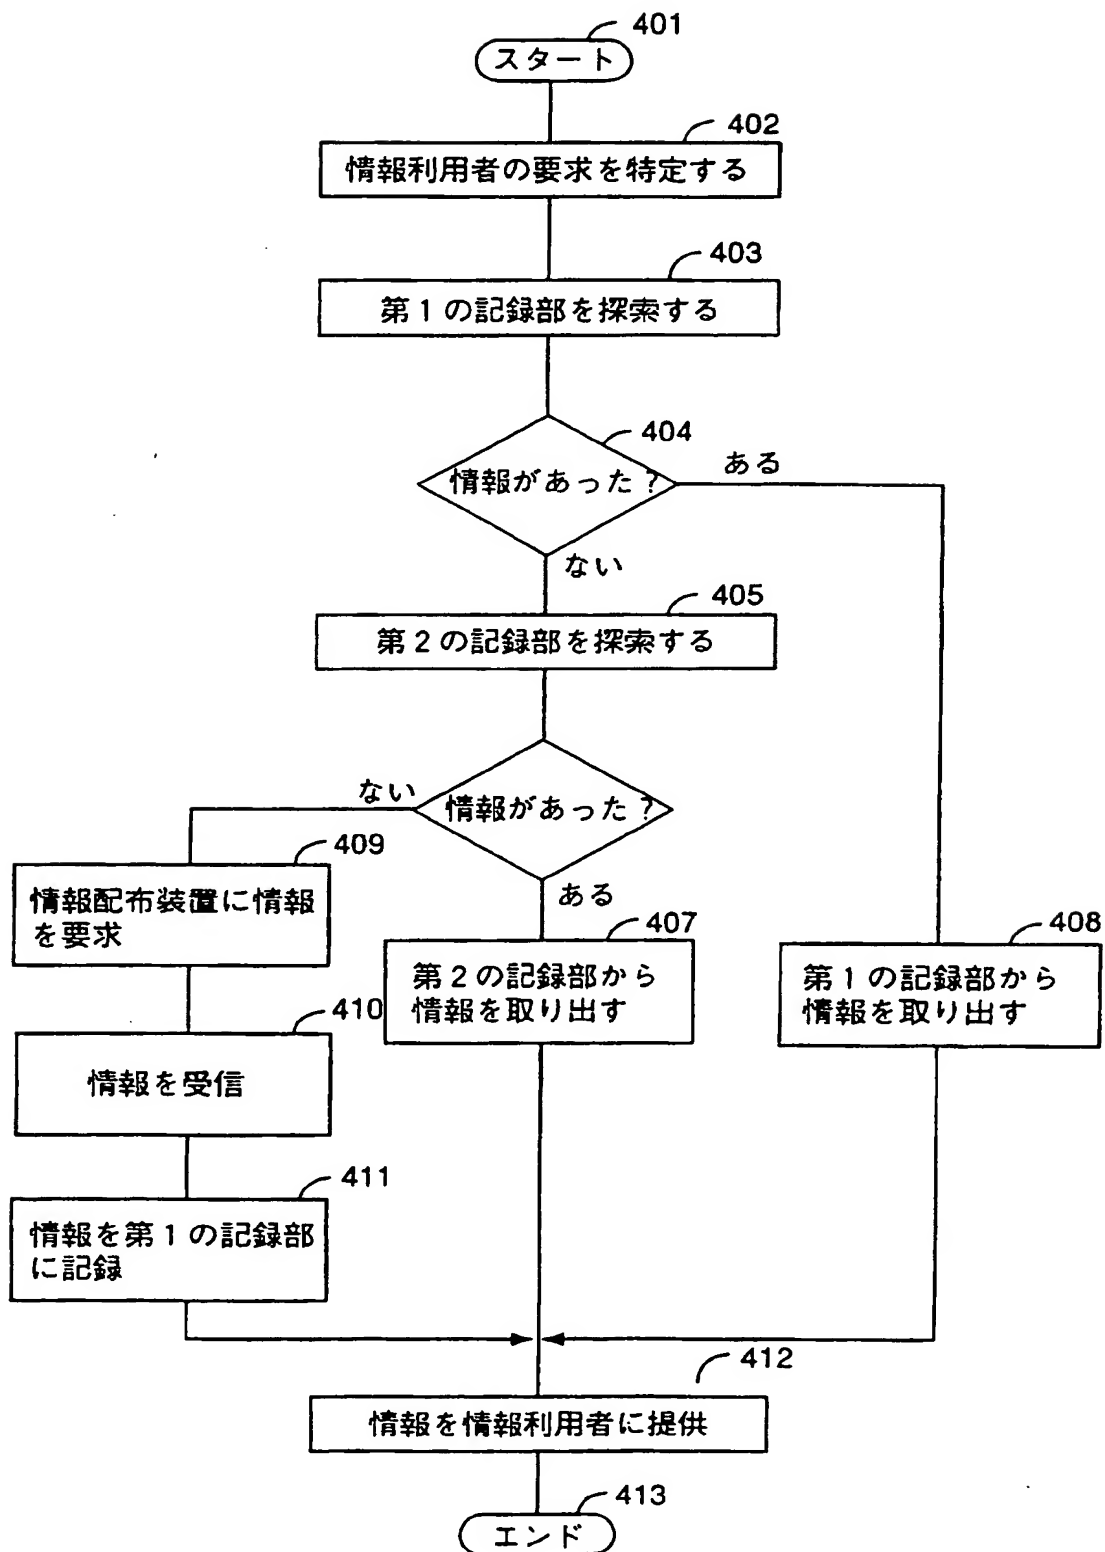 401
スタート
402
情報利用者の要求を特定する
403
第1の記録部を探索する
404
情報があった?
ある
ない
405
第2の記録部を探索する
情報があった?
ない
ある
409
情報配布装置に情報
を要求
407
第2の記録部から
情報を取り出す
408
第1の記録部から
情報を取り出す
410
情報を受信
411
情報を第1の記録部
に記録
412
情報を情報利用者に提供
413
エンド